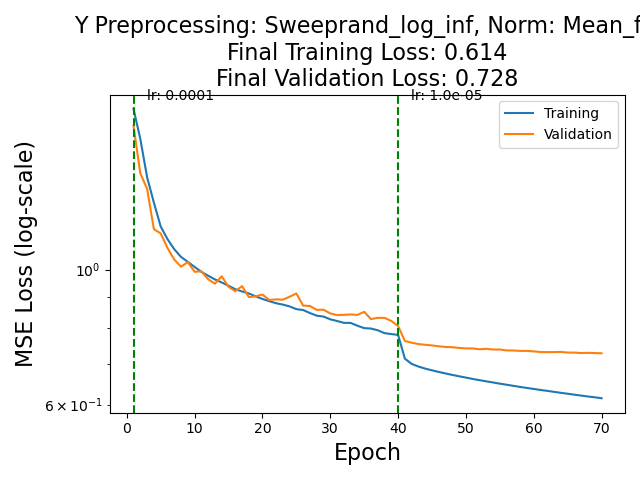 Y Preprocessing: Sweeprand_log_inf, Norm: Mean_f
Final Training Loss: 0.614
Final Validation Loss: 0.728
lr: 0.0001
lr: 1.0e-05
Training
Validation
MSE Loss (log-scale)
10⁰
6 × 10⁻¹
0 10 20 30 40 50 60 70
Epoch